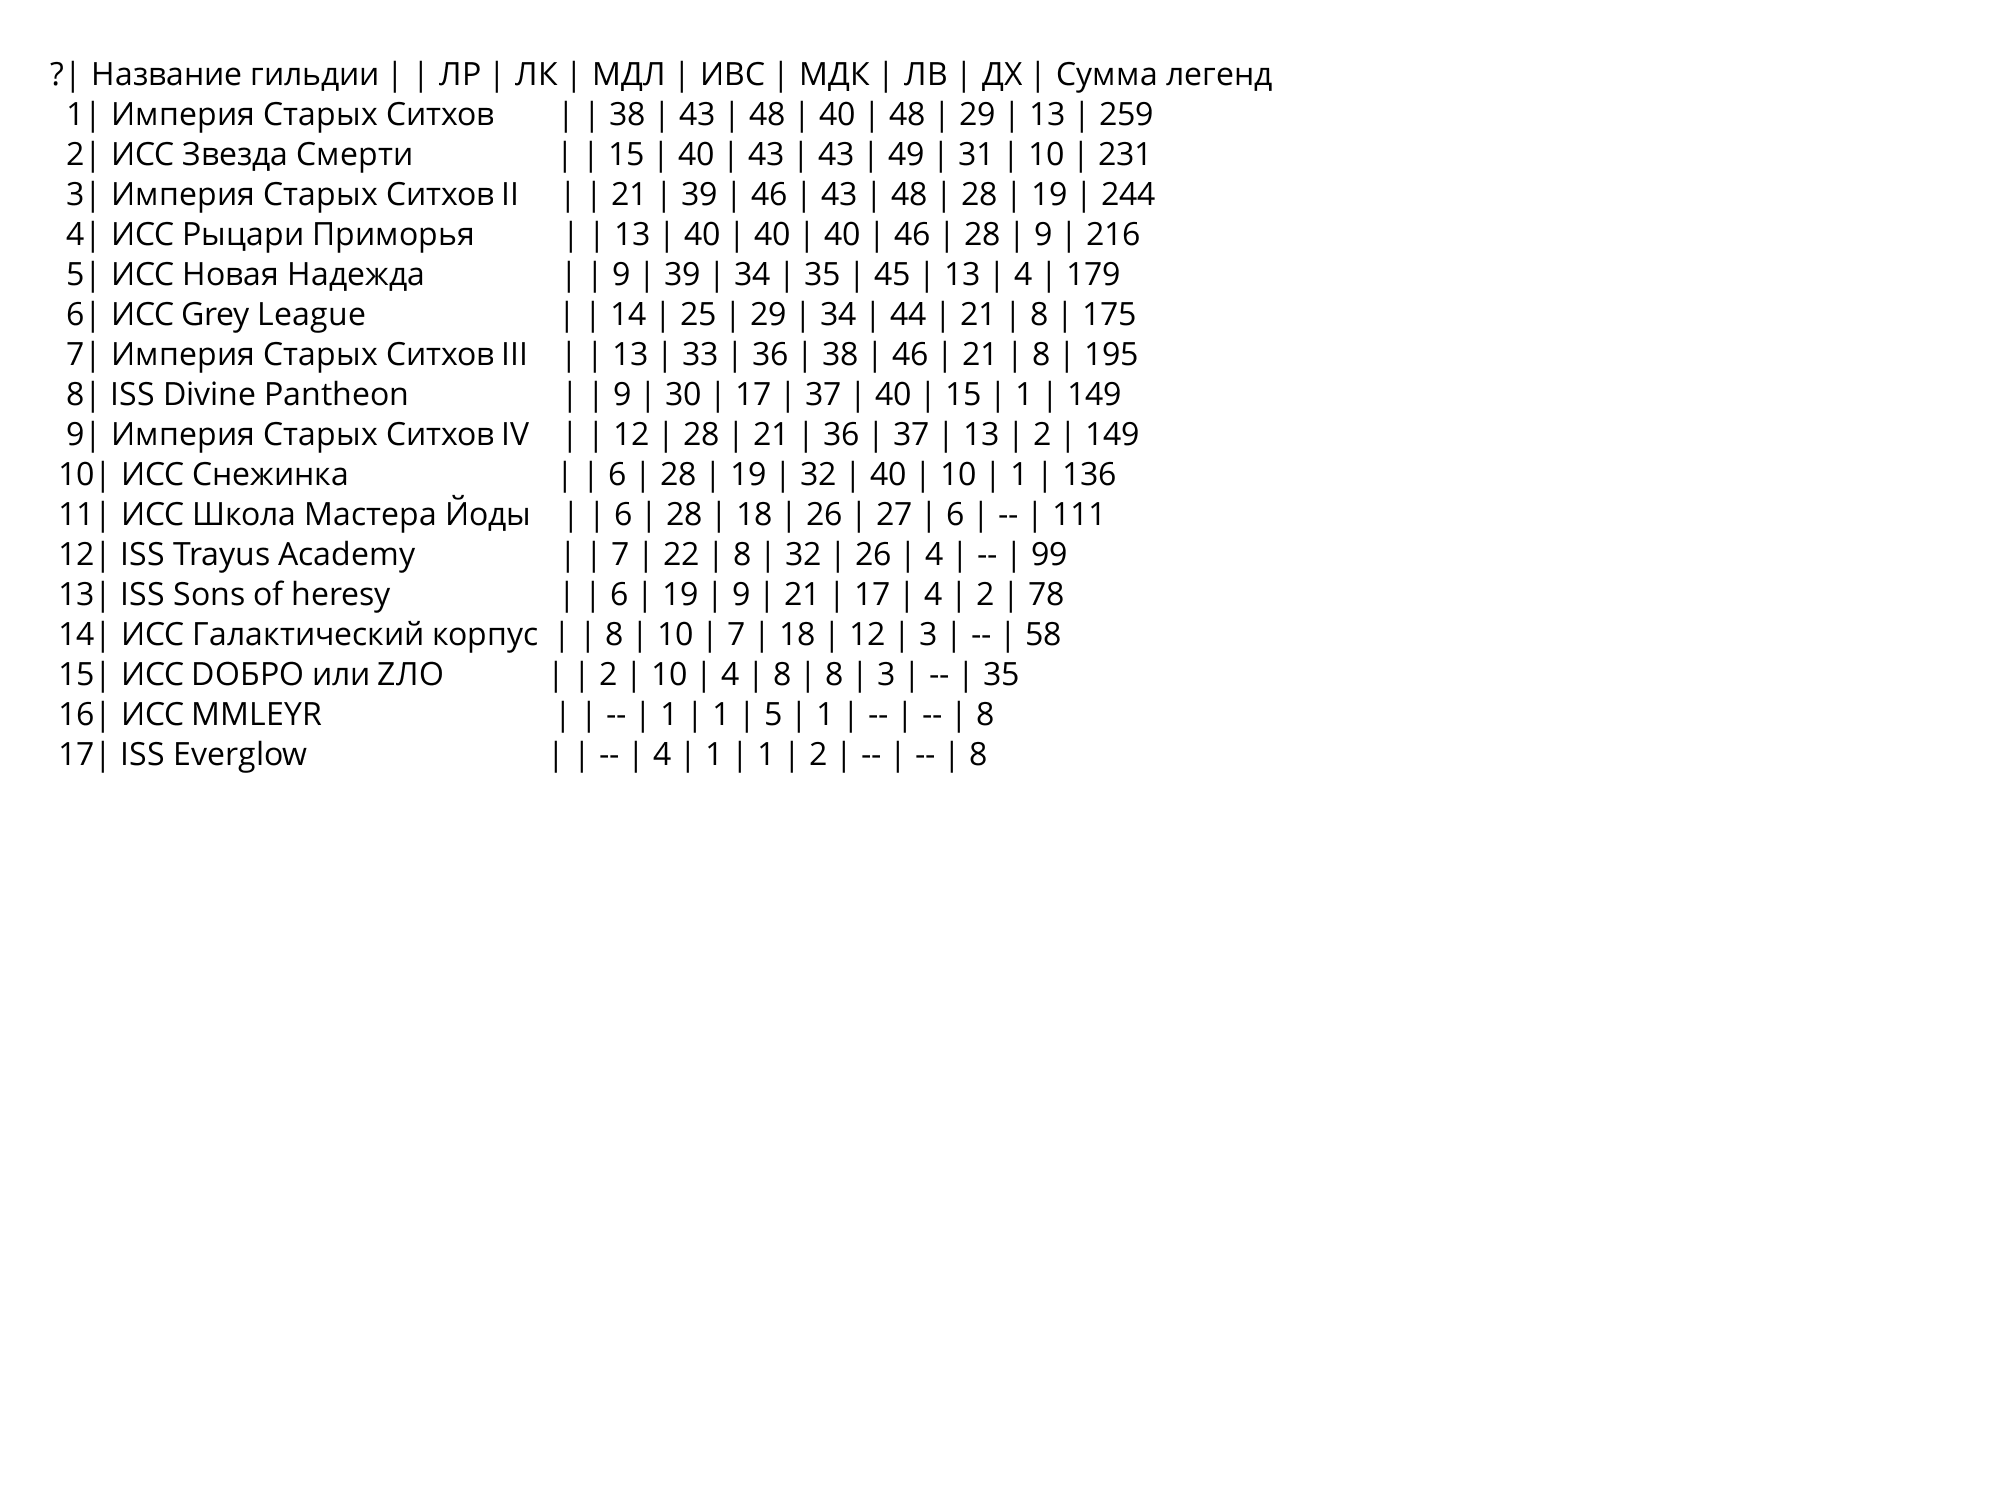 ?| Название гильдии | | ЛР | ЛК | МДЛ | ИВС | МДК | ЛВ | ДХ | Сумма легенд
1| Империя Старых Ситхов | | 38 | 43 | 48 | 40 | 48 | 29 | 13 | 259
2| ИСС Звезда Смерти | | 15 | 40 | 43 | 43 | 49 | 31 | 10 | 231
3| Империя Старых Ситхов II | | 21 | 39 | 46 | 43 | 48 | 28 | 19 | 244
4| ИСС Рыцари Приморья | | 13 | 40 | 40 | 40 | 46 | 28 | 9 | 216
5| ИСС Новая Надежда | | 9 | 39 | 34 | 35 | 45 | 13 | 4 | 179
6| ИСС Grey League | | 14 | 25 | 29 | 34 | 44 | 21 | 8 | 175
7| Империя Старых Ситхов III | | 13 | 33 | 36 | 38 | 46 | 21 | 8 | 195
8| ISS Divine Pantheon | | 9 | 30 | 17 | 37 | 40 | 15 | 1 | 149
9| Империя Старых Ситхов IV | | 12 | 28 | 21 | 36 | 37 | 13 | 2 | 149
10| ИСС Снежинка | | 6 | 28 | 19 | 32 | 40 | 10 | 1 | 136
11| ИСС Школа Мастера Йоды | | 6 | 28 | 18 | 26 | 27 | 6 | -- | 111
12| ISS Trayus Academy | | 7 | 22 | 8 | 32 | 26 | 4 | -- | 99
13| ISS Sons of heresy | | 6 | 19 | 9 | 21 | 17 | 4 | 2 | 78
14| ИСС Галактический корпус | | 8 | 10 | 7 | 18 | 12 | 3 | -- | 58
15| ИСС DОБРО или ZЛО | | 2 | 10 | 4 | 8 | 8 | 3 | -- | 35
16| ИСС MMLEYR | | -- | 1 | 1 | 5 | 1 | -- | -- | 8
17| ISS Everglow | | -- | 4 | 1 | 1 | 2 | -- | -- | 8